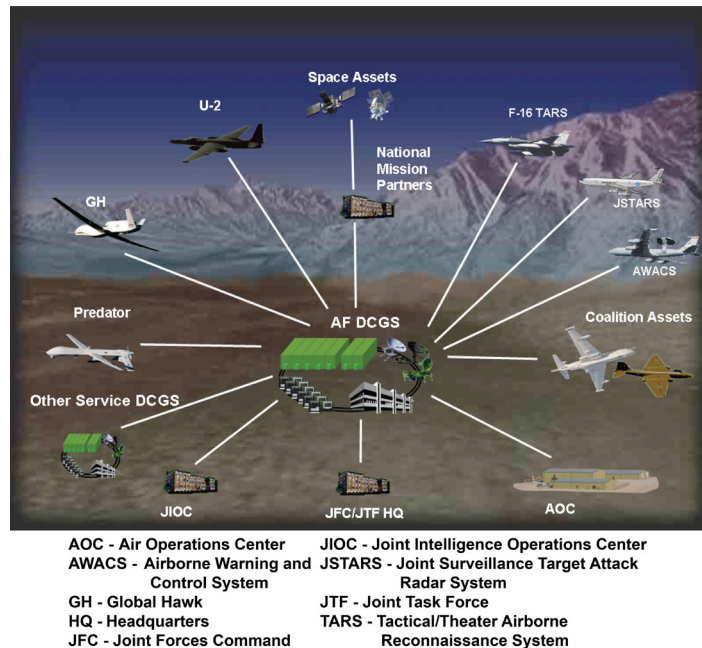 Space Assets
U-2
F-16 TARS
National
Mission
Partners
GH
JSTARS
AWACS
Predator
AF DCGS
Coalition Assets
Other Service DCGS
JIOC
JFC/JTF HQ
AOC
AOC - Air Operations Center
AWACS - Airborne Warning and
Control System
GH - Global Hawk
HQ - Headquarters
JFC - Joint Forces Command
JIOC - Joint Intelligence Operations Center
JSTARS - Joint Surveillance Target Attack
Radar System
JTF - Joint Task Force
TARS - Tactical/Theater Airborne
Reconnaissance System